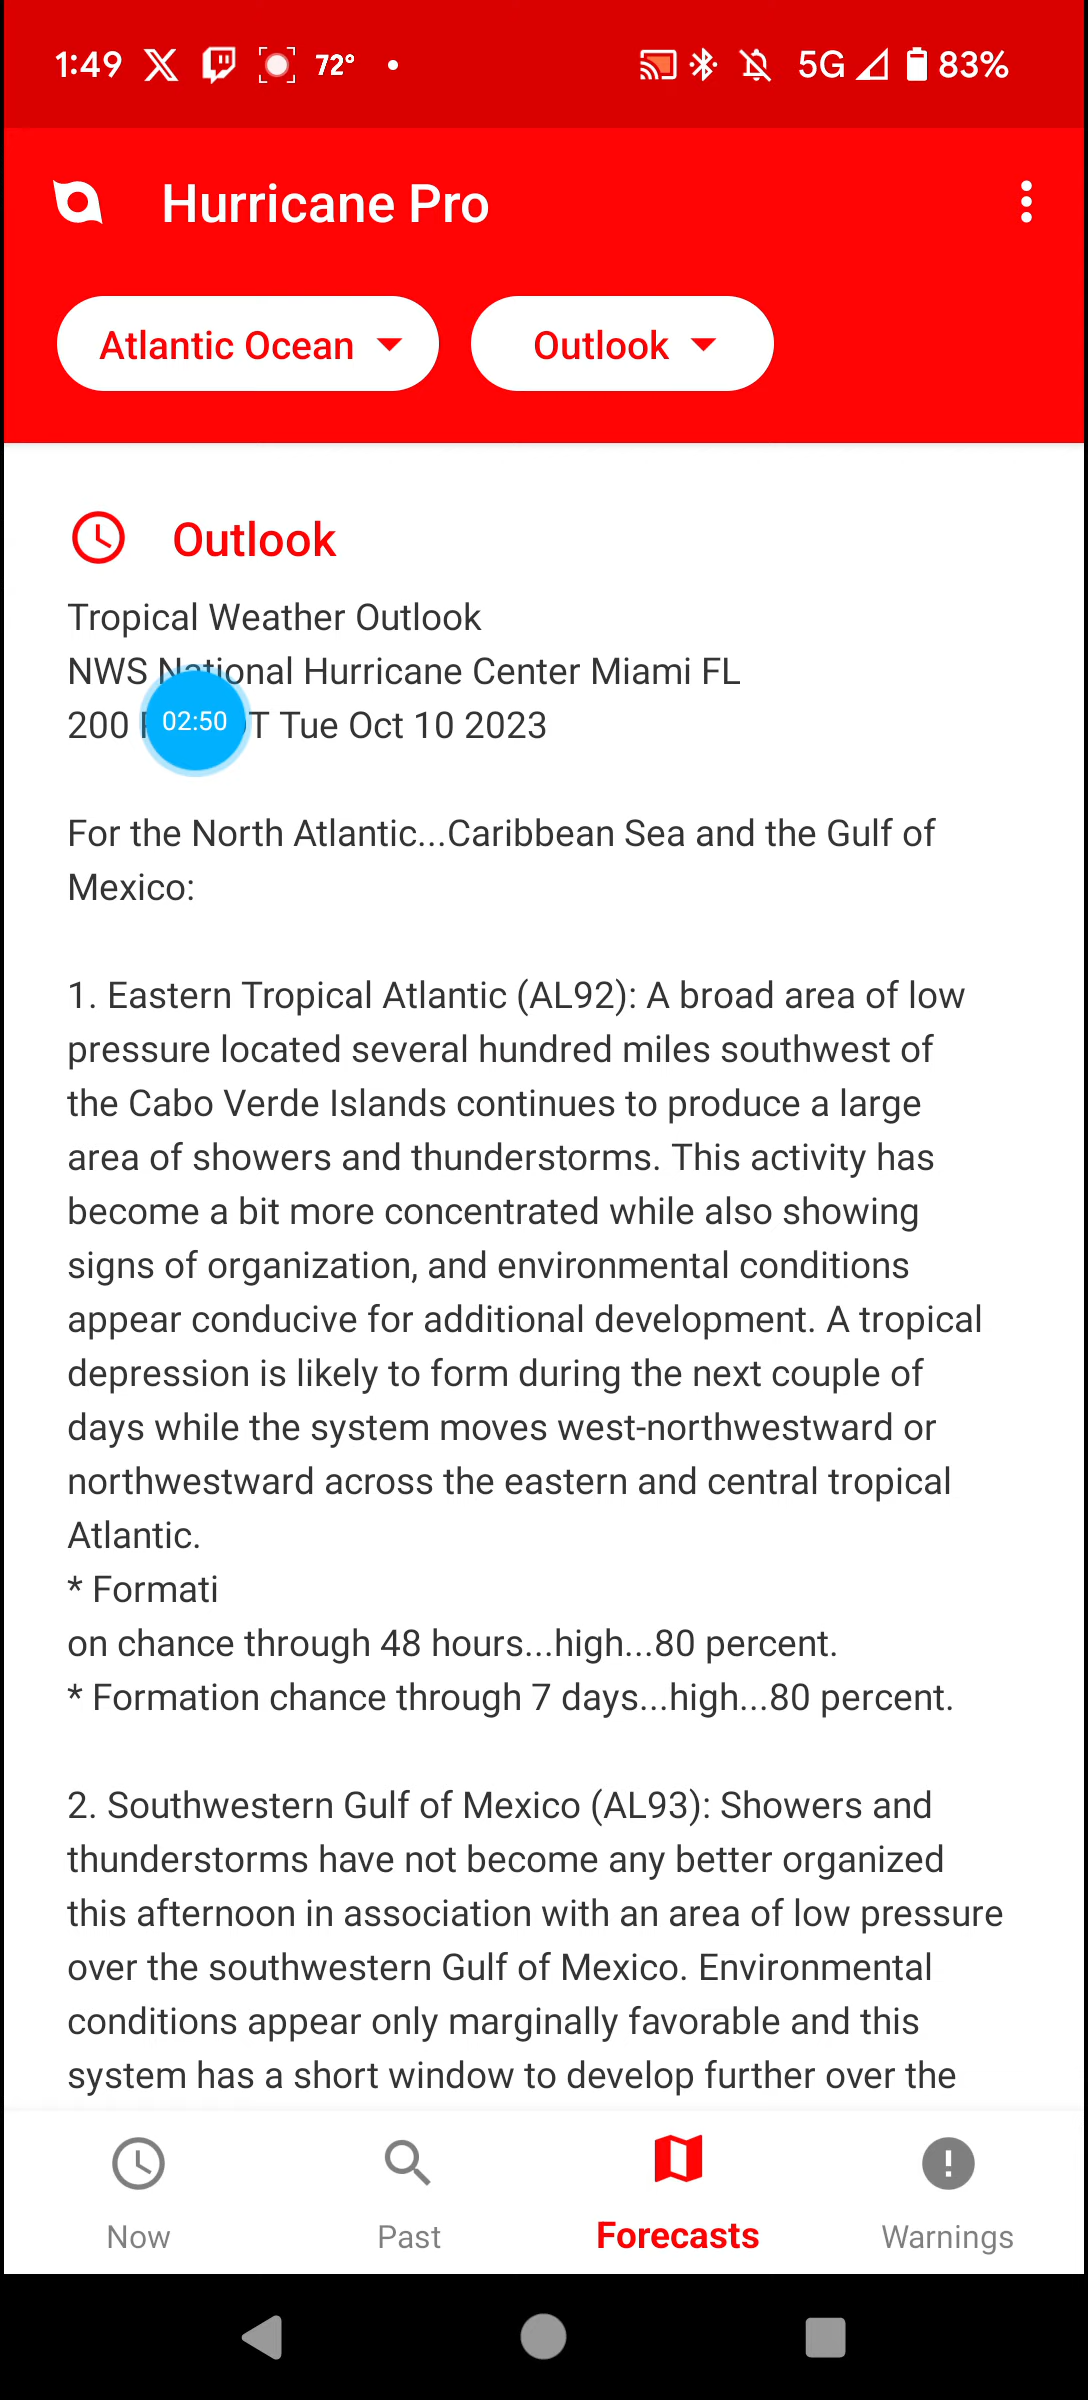 1:49 72° 5G 83%
Hurricane Pro
Atlantic Ocean Outlook
Outlook
Tropical Weather Outlook
NWS National Hurricane Center Miami FL
200 T Tue Oct 10 2023
02:50
For the North Atlantic...Caribbean Sea and the Gulf of
Mexico:
1. Eastern Tropical Atlantic (AL92): A broad area of low
pressure located several hundred miles southwest of
the Cabo Verde Islands continues to produce a large
area of showers and thunderstorms. This activity has
become a bit more concentrated while also showing
signs of organization, and environmental conditions
appear conducive for additional development. A tropical
depression is likely to form during the next couple of
days while the system moves west-northwestward or
northwestward across the eastern and central tropical
Atlantic.
* Formati
on chance through 48 hours...high...80 percent.
* Formation chance through 7 days...high...80 percent.
2. Southwestern Gulf of Mexico (AL93): Showers and
thunderstorms have not become any better organized
this afternoon in association with an area of low pressure
over the southwestern Gulf of Mexico. Environmental
conditions appear only marginally favorable and this
system has a short window to develop further over the
Now Past Forecasts Warnings